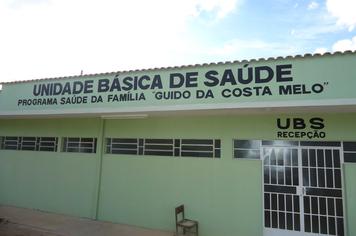 UNIDADE BÁSICA DE SAÚDE
PROGRAMA SAÚDE DA FAMÍLIA "GUIDO DA COSTA MELO"
UBS
RECEPÇÃO